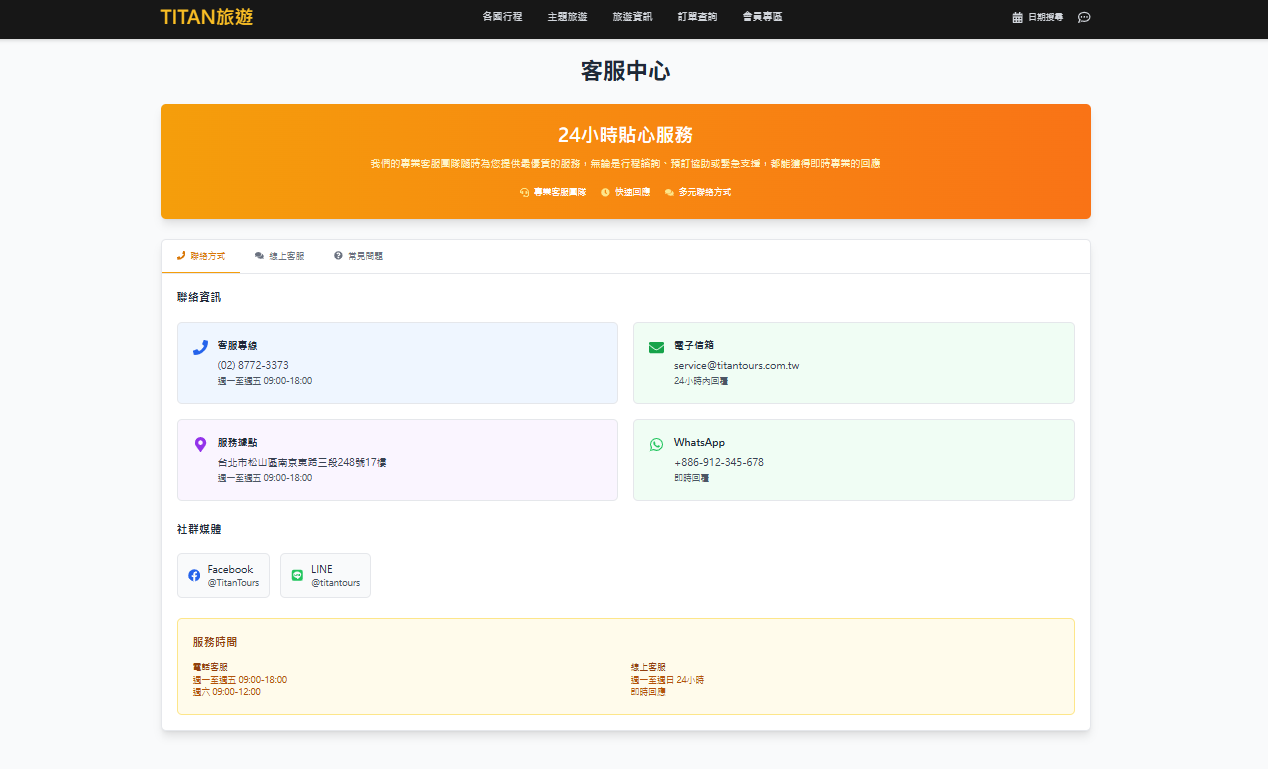 TITAN旅遊
各國行程 主題旅遊 旅遊資訊 訂單查詢 會員專區
日期搜尋
客服中心
24小時貼心服務
我們的專業客服團隊隨時為您提供最優質的服務，無論是行程諮詢、預訂協助或緊急支援，都能獲得即時專業的回應
專業客服團隊 快速回應 多元聯絡方式
聯絡方式 線上客服 常見問題
聯絡資訊
客服專線
(02) 8772-3373
週一至週五 09:00-18:00
電子信箱
service@titantours.com.tw
24小時內回覆
服務據點
台北市松山區南京東路三段248號17樓
週一至週五 09:00-18:00
WhatsApp
+886-912-345-678
即時回覆
社群媒體
Facebook
@TitanTours
LINE
@titantours
服務時間
電話客服
週一至週五 09:00-18:00
週六 09:00-12:00
線上客服
週一至週日 24小時
即時回應